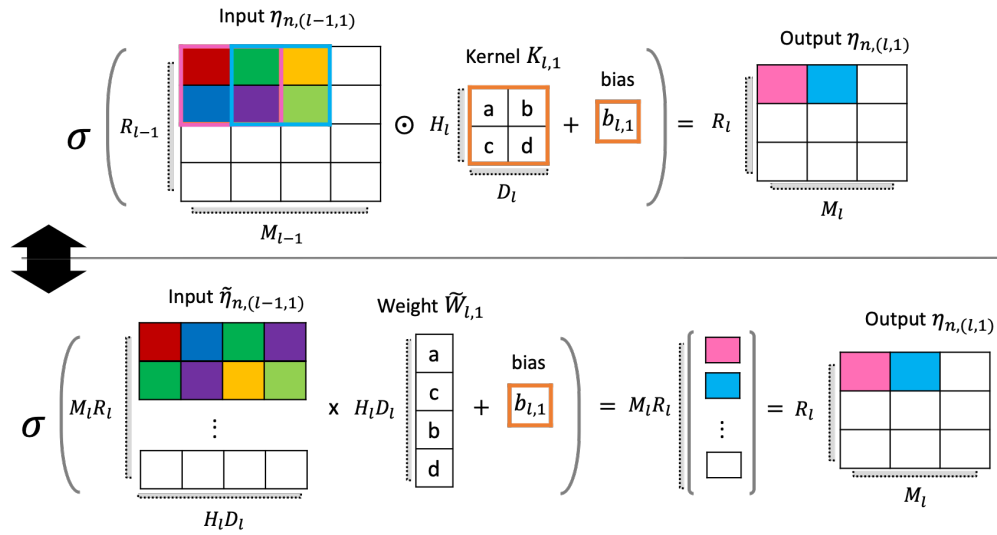 Input η_{n,(l−1,1)}
Kernel K_{l,1}
bias
Output η_{n,(l,1)}
σ ( R_{l−1} ⊙ H_l a b + b_{l,1} ) = R_l
c d
M_{l−1}
D_l
M_l
Input η̃_{n,(l−1,1)}
Weight W̃_{l,1}
bias
Output η_{n,(l,1)}
σ ( M_l R_l ⋮ x H_l D_l a c b d + b_{l,1} ) = M_l R_l ( ⋮ ) = R_l
H_l D_l
M_l